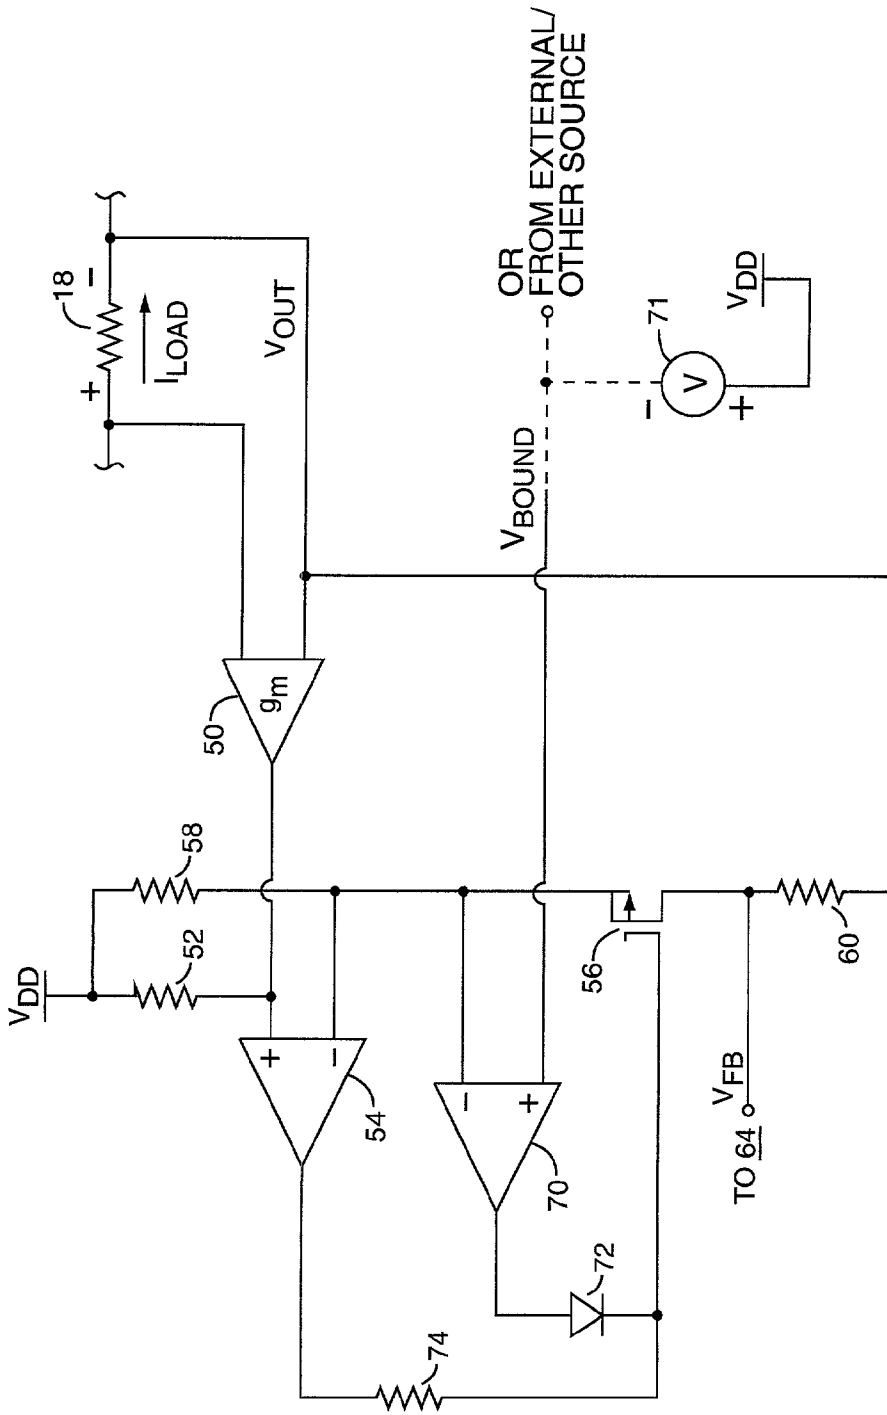 18
+
−
I_LOAD
V_OUT
OR
FROM EXTERNAL/
OTHER SOURCE
71
V_DD
−
V
+
V_BOUND
50
g_m
58
52
V_DD
+
−
54
56
60
−
+
70
V_FB
TO 64
72
74